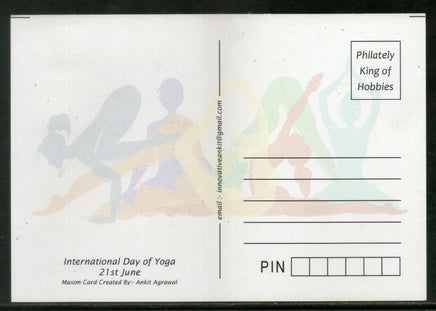 Philately
King of
Hobbies
email :- innovativeankit@gmail.com
PIN
International Day of Yoga
21st June
Maxim Card Created By:- Ankit Agrawal